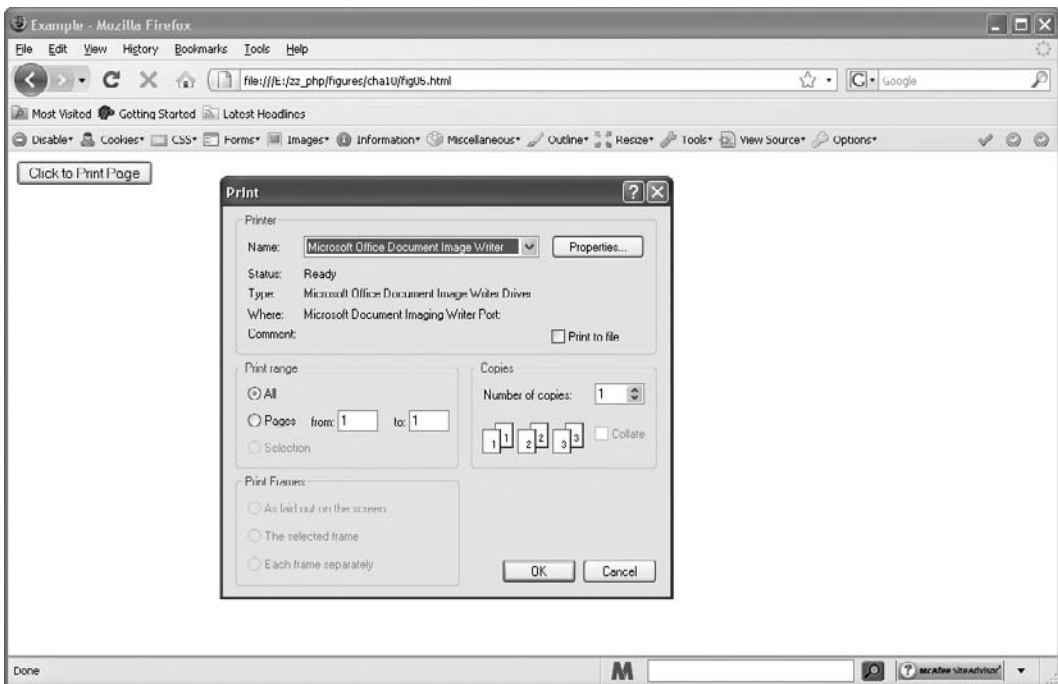 Example - Mozilla Firefox
File Edit View History Bookmarks Tools Help
file:///E:/zz_php/figures/cha10/fig05.html
G Google
Most Visited Getting Started Latest Headlines
Disable Cookies CSS Forms Images Information Miscellaneous Outline Resize Tools View Source Options
Click to Print Page
Print
Printer
Name: Microsoft Office Document Image Writer Properties...
Status: Ready
Type: Microsoft Office Document Image Writer Driver
Where: Microsoft Document Imaging Writer Port:
Comment: Print to file
Print range
All
Pages from: 1 to: 1
Selection
Copies
Number of copies: 1
1 1 2 2 3 3 Collate
Print Frames
As laid out on the screen
The selected frame
Each frame separately
OK Cancel
Done M McAfee SiteAdvisor